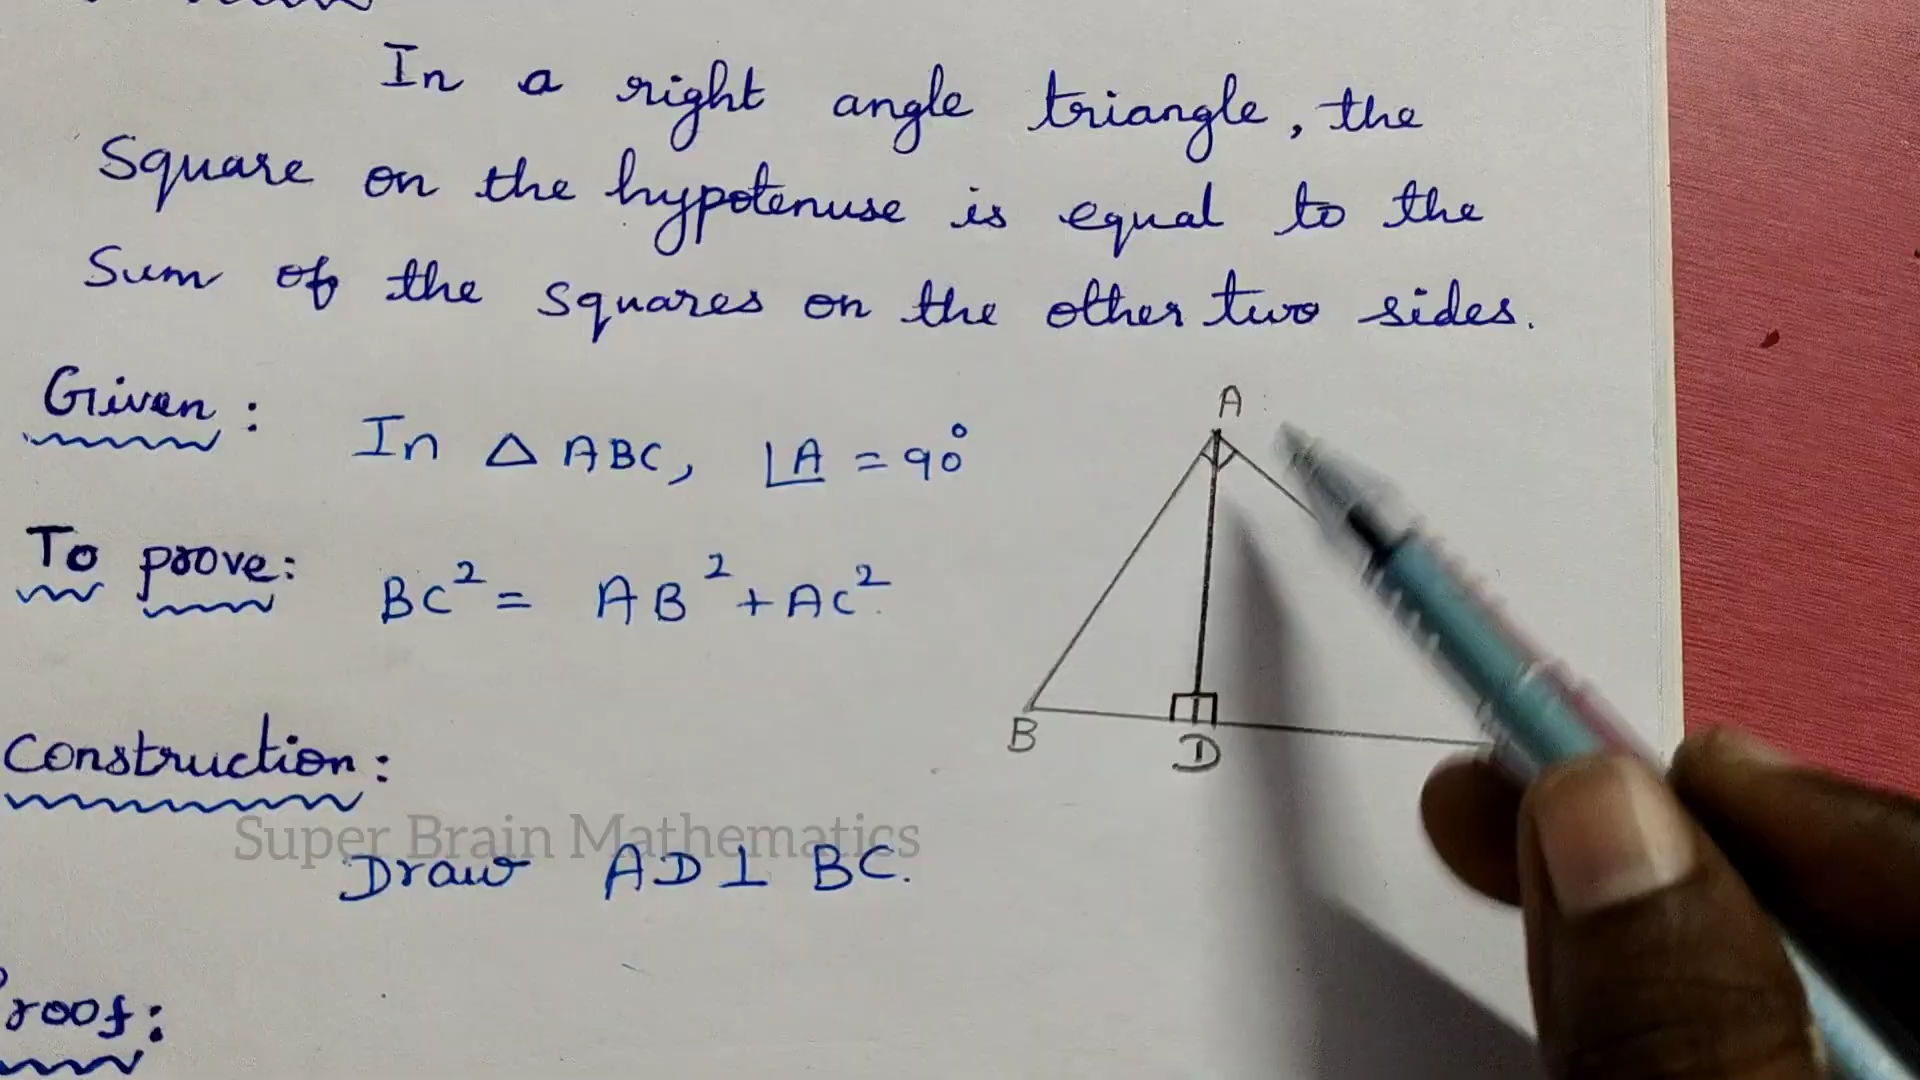 In a right angle triangle, the
Square on the hypotenuse is equal to the
Sum of the squares on the other two sides.
Given: In △ ABC, ∠A = 90°
To prove: BC² = AB² + AC²
Construction:
Draw AD ⊥ BC.
Super Brain Mathematics
A
B
D